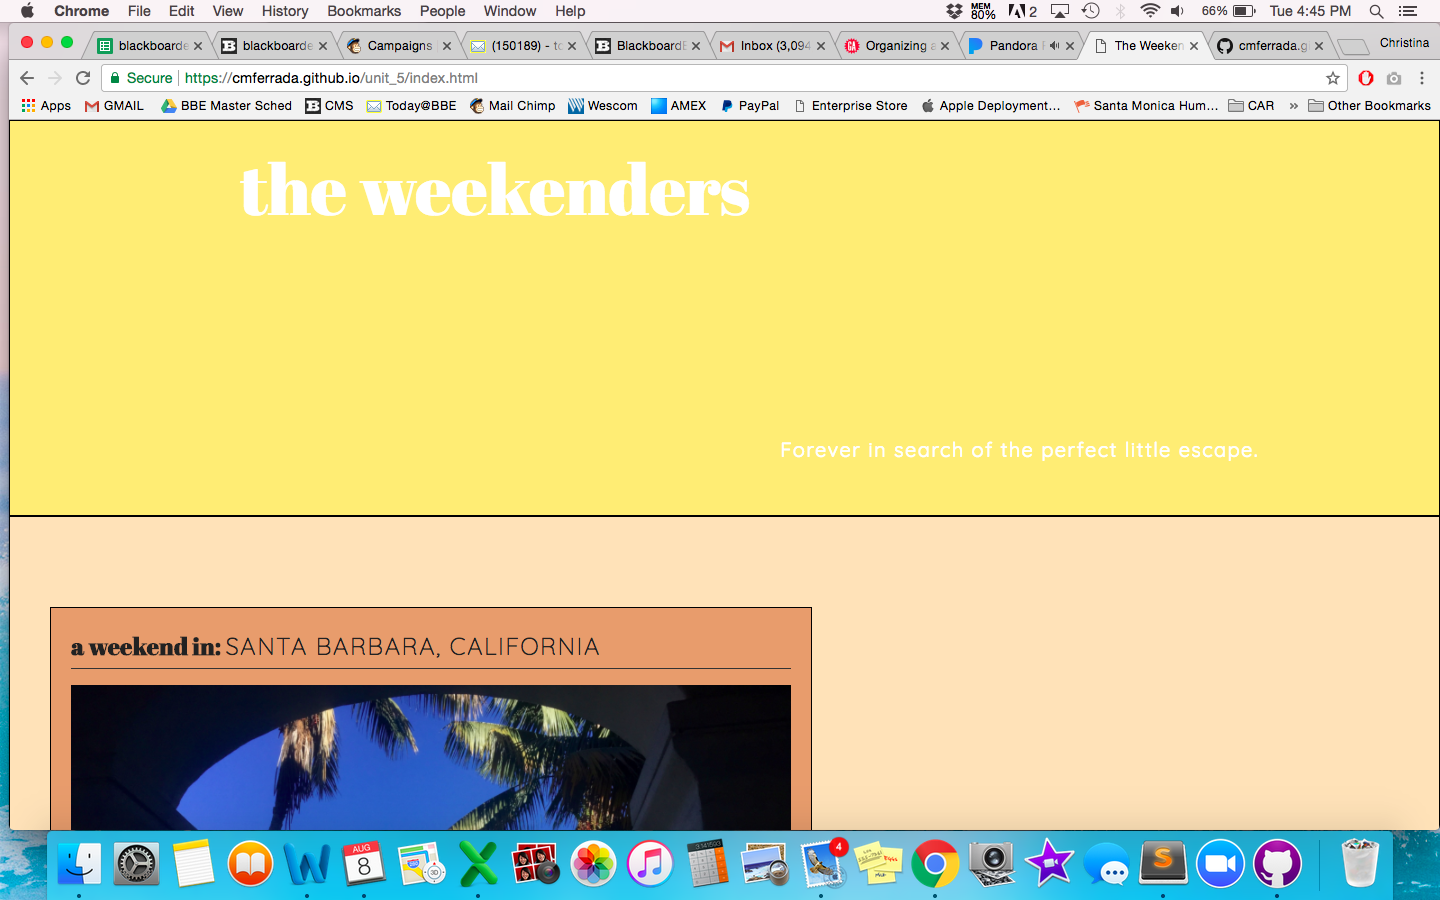 Chrome File Edit View History Bookmarks People Window Help MEM 80% 2 66% Tue 4:45 PM
blackboarde blackboarde Campaigns (150189) - to BlackboardE Inbox (3,094 Organizing a Pandora The Weeken cmferrada.gi Christina
Secure https://cmferrada.github.io/unit_5/index.html
Apps GMAIL BBE Master Sched CMS Today@BBE Mail Chimp Wescom AMEX PayPal Enterprise Store Apple Deployment… Santa Monica Hum… CAR » Other Bookmarks
the weekenders
Forever in search of the perfect little escape.
a weekend in: SANTA BARBARA, CALIFORNIA
AUG
8
4